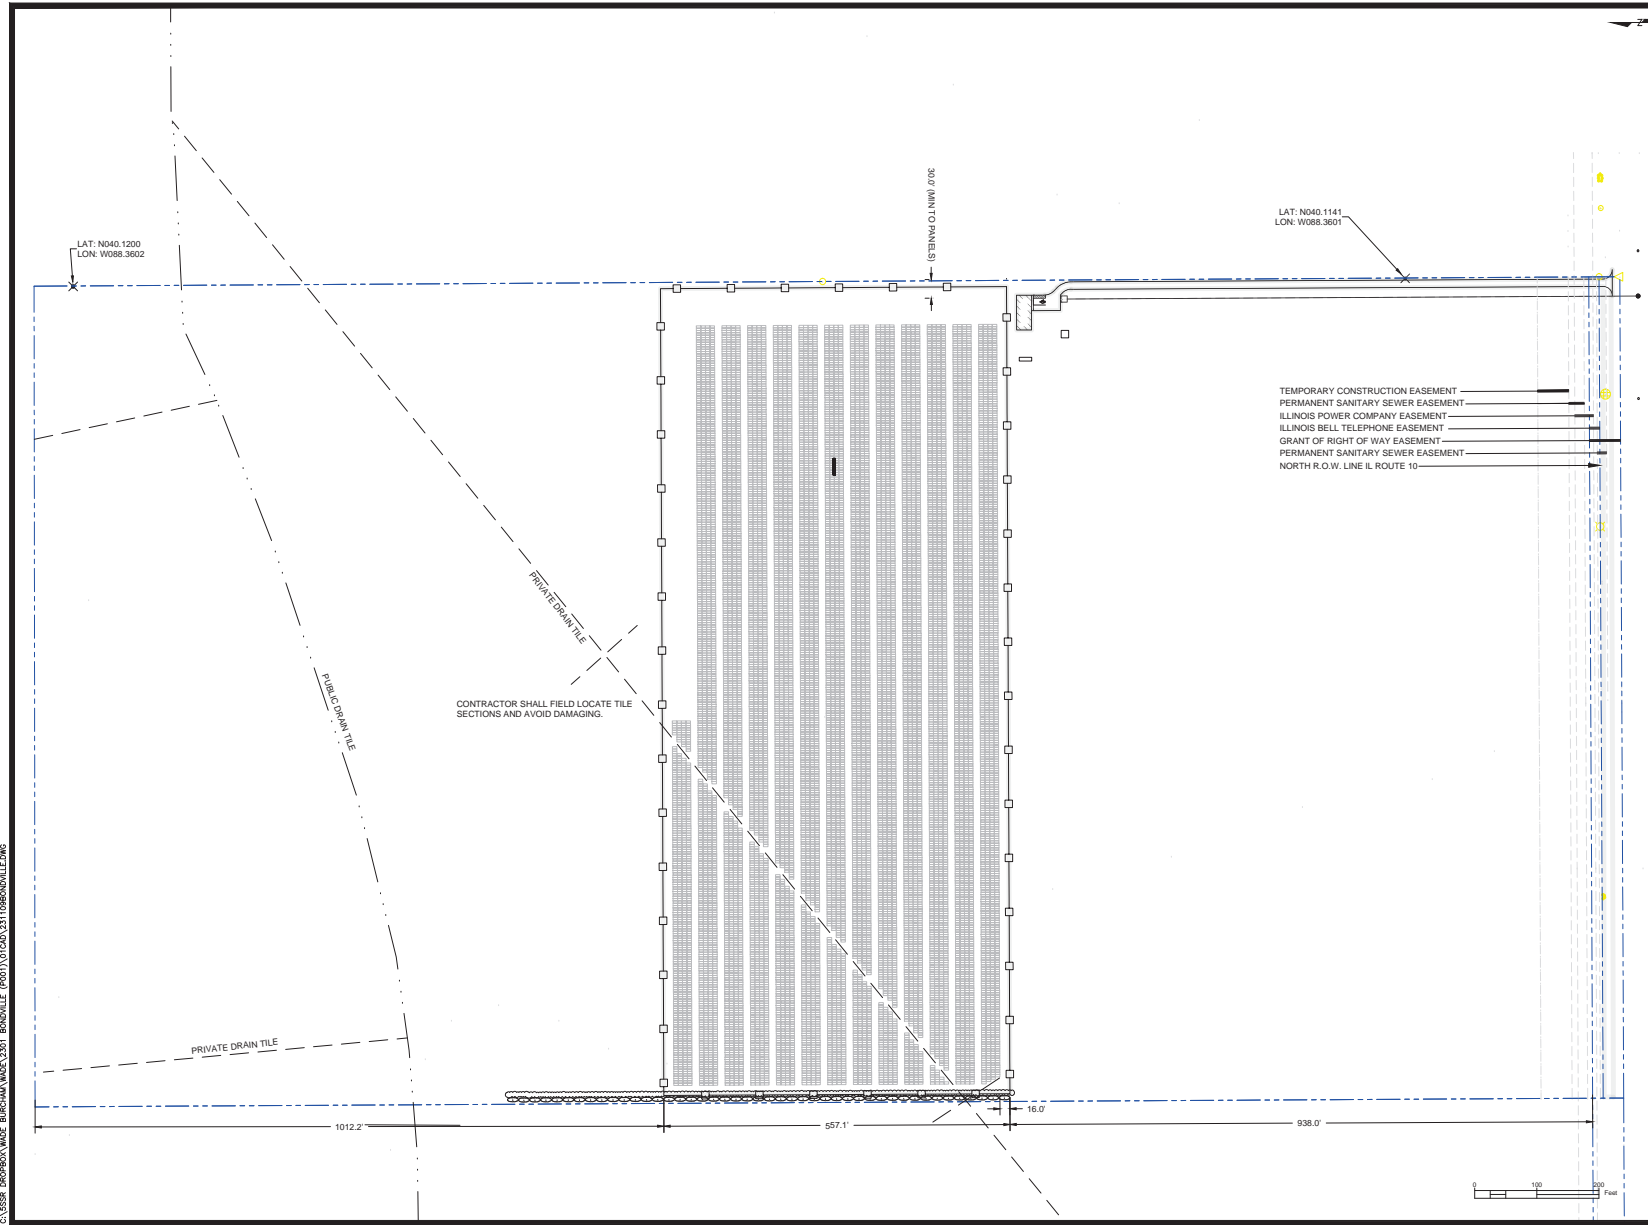 Z
30.0' (MIN TO PANELS)
LAT: N040.1200
LON: W088.3602
LAT: N040.1141
LON: W088.3601
TEMPORARY CONSTRUCTION EASEMENT
PERMANENT SANITARY SEWER EASEMENT
ILLINOIS POWER COMPANY EASEMENT
ILLINOIS BELL TELEPHONE EASEMENT
GRANT OF RIGHT OF WAY EASEMENT
PERMANENT SANITARY SEWER EASEMENT
NORTH R.O.W. LINE IL ROUTE 10
PRIVATE DRAIN TILE
PUBLIC DRAIN TILE
CONTRACTOR SHALL FIELD LOCATE TILE
SECTIONS AND AVOID DAMAGING.
PRIVATE DRAIN TILE
16.0'
1012.2'
557.1'
938.0'
0 100 200
Feet
C:\5SSR DROPBOX\WADE BURCHAM\WADE\2301 BONDVILLE (P001)\01CAD\231109BONDVILLE.DWG